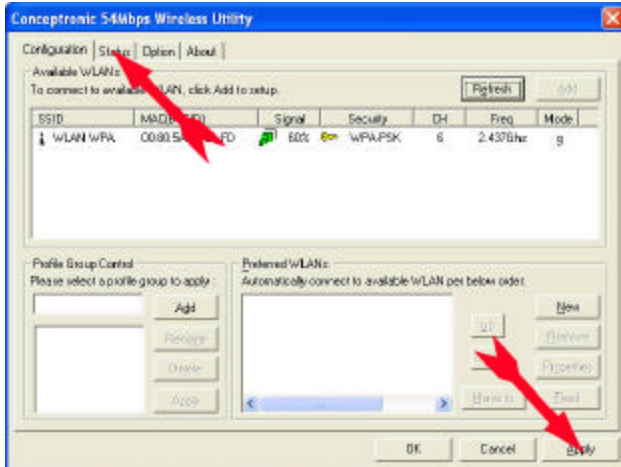 Conceptronic 54Mbps Wireless Utility
Configuration Status Option About
Available WLANs
To connect to available WLAN, click Add to setup.
Refresh Add
SSID Signal Security CH Freq Mode
WLAN WPA 60% WPA-PSK 6 2.437Ghz g
Profile Group Control
Please select a profile group to apply :
Add
Rename
Delete
Apply
Preferred WLANs
Automatically connect to available WLAN per below order.
Up
New
Remove
Properties
OK Cancel Apply